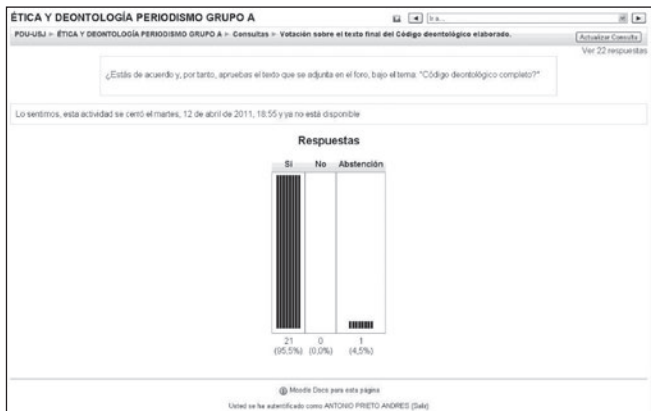 ÉTICA Y DEONTOLOGÍA PERIODISMO GRUPO A
PDU-USJ ► ÉTICA Y DEONTOLOGÍA PERIODISMO GRUPO A ► Consultas ► Votación sobre el texto final del Código deontológico elaborado.
Actualizar Consulta
Ver 22 respuestas
¿Estás de acuerdo y, por tanto, apruebas el texto que se adjunta en el foro, bajo el tema: "Código deontológico completo?"
Lo sentimos, esta actividad se cerró el martes, 12 de abril de 2011, 18:55 y ya no está disponible
Respuestas
Sí No Abstención
21 0 1
(95,5%) (0,0%) (4,5%)
Moodle Docs para esta página
Usted se ha autentificado como ANTONIO PRIETO ANDRES (Salir)